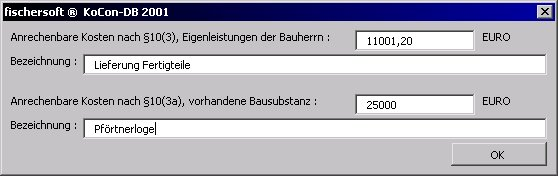 fischersoft ® KoCon-DB 2001
Anrechenbare Kosten nach §10(3), Eigenleistungen der Bauherrn : 11001,20 EURO
Bezeichnung : Lieferung Fertigteile
Anrechenbare Kosten nach §10(3a), vorhandene Bausubstanz : 25000 EURO
Bezeichnung : Pförtnerloge
OK